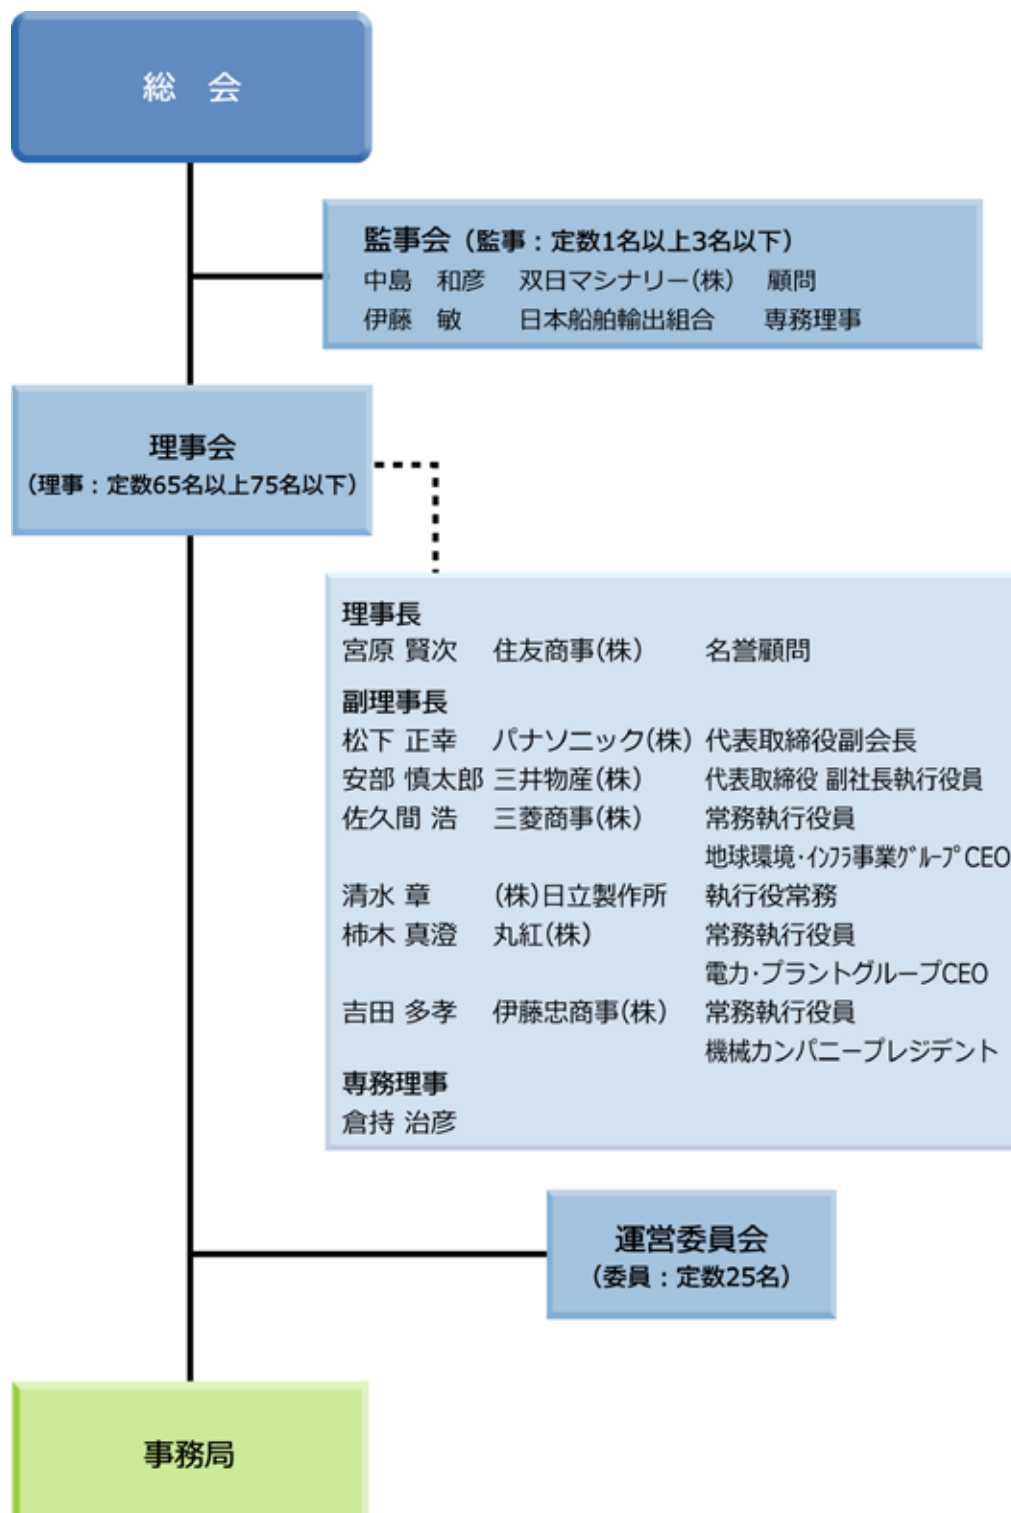 総　会
監事会（監事：定数1名以上3名以下）
中島　和彦　双日マシナリー(株)　顧問
伊藤　敏　日本船舶輸出組合　専務理事
理事会
（理事：定数65名以上75名以下）
理事長
宮原 賢次　住友商事(株)　名誉顧問
副理事長
松下 正幸　パナソニック(株)　代表取締役副会長
安部 慎太郎　三井物産(株)　代表取締役 副社長執行役員
佐久間 浩　三菱商事(株)　常務執行役員
地球環境･ｲﾝﾌﾗ事業ｸﾞﾙｰﾌﾟCEO
清水 章　(株)日立製作所　執行役常務
柿木 真澄　丸紅(株)　常務執行役員
電力･プラントグループCEO
吉田 多孝　伊藤忠商事(株)　常務執行役員
機械カンパニープレジデント
専務理事
倉持 治彦
運営委員会
（委員：定数25名）
事務局